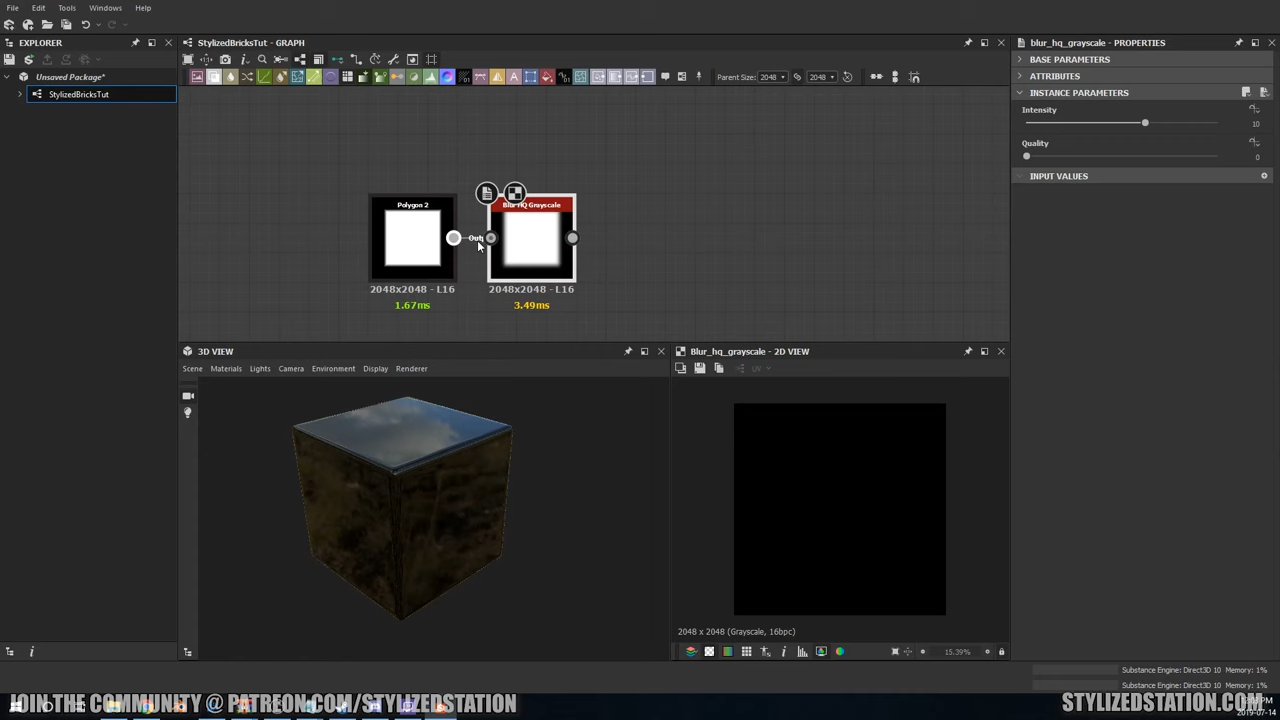 File Edit Tools Windows Help
EXPLORER
StylizedBricksTut - GRAPH
blur_hq_grayscale - PROPERTIES
Unsaved Package*
StylizedBricksTut
Parent Size: 2048 2048
BASE PARAMETERS
ATTRIBUTES
INSTANCE PARAMETERS
Intensity
10
Quality
0
INPUT VALUES
Polygon 2
Blur HQ Grayscale
2048x2048 - L16
2048x2048 - L16
1.67ms
3.49ms
3D VIEW
Blur_hq_grayscale - 2D VIEW
Scene Materials Lights Camera Environment Display Renderer
UV
2048 x 2048 (Grayscale, 16bpc)
15.39%
Substance Engine: Direct3D 10 Memory: 1%
Substance Engine: Direct3D 10 Memory: 1%
JOIN THE COMMUNITY @ PATREON.COM/STYLIZEDSTATION
STYLIZEDSTATION.COM
2019-07-14